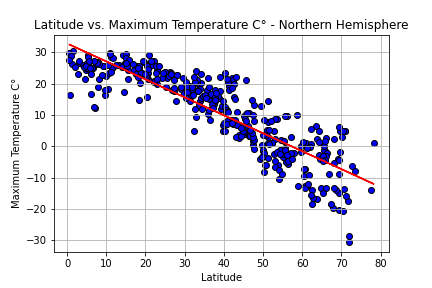 Latitude vs. Maximum Temperature C° - Northern Hemisphere
Maximum Temperature C°
30
20
10
0
−10
−20
−30
0 10 20 30 40 50 60 70 80
Latitude